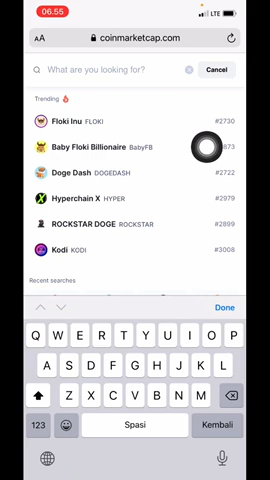 06.55
LTE
AA coinmarketcap.com
What are you looking for? Cancel
Trending
Floki Inu FLOKI #2730
Baby Floki Billionaire BabyFB 873
Doge Dash DOGEDASH #2722
Hyperchain X HYPER #2979
ROCKSTAR DOGE ROCKSTAR #2899
Kodi KODI #3008
Recent searches
Done
Q W E R T Y U I O P
A S D F G H J K L
Z X C V B N M
123 Spasi Kembali